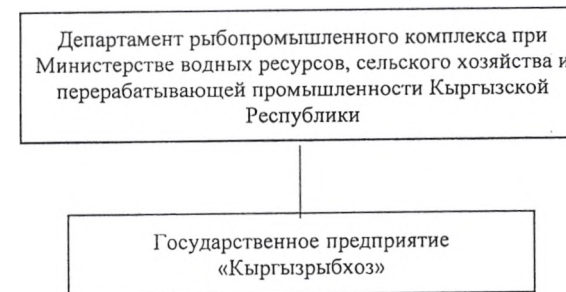 Департамент рыбопромышленного комплекса при
Министерстве водных ресурсов, сельского хозяйства и
перерабатывающей промышленности Кыргызской
Республики
Государственное предприятие
«Кыргызрыбхоз»